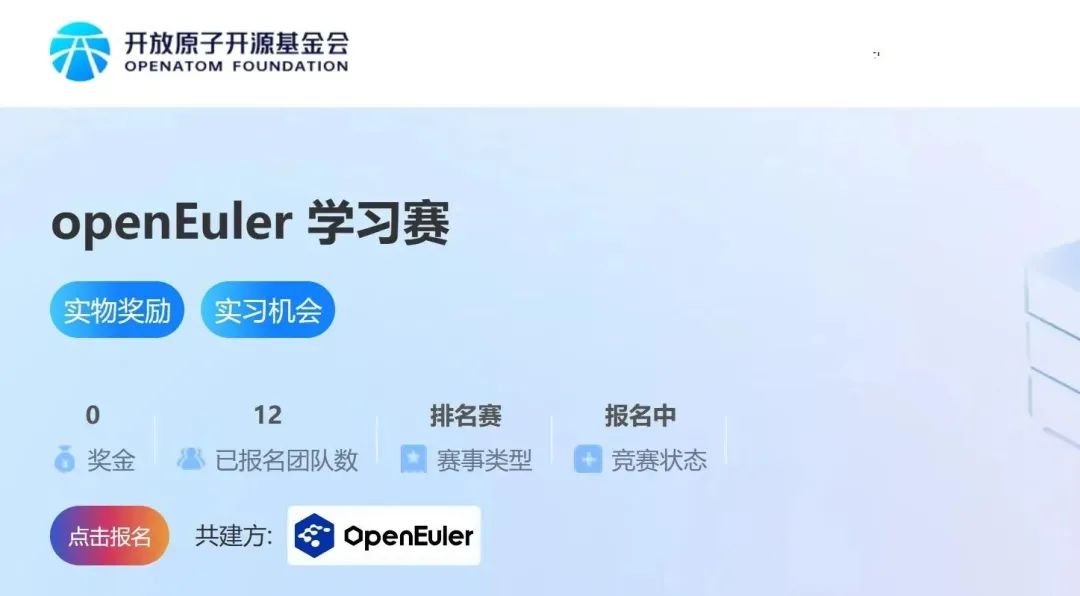 开放原子开源基金会
OPENATOM FOUNDATION
openEuler 学习赛
实物奖励 实习机会
0 12 排名赛 报名中
奖金 已报名团队数 赛事类型 竞赛状态
点击报名 共建方: OpenEuler